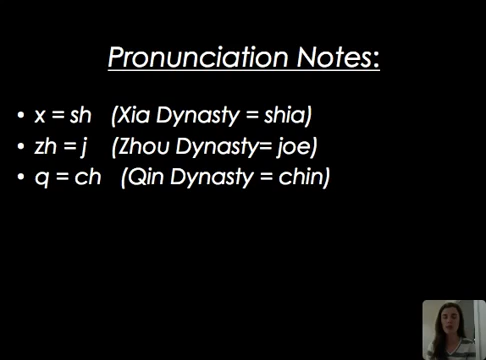 Pronunciation Notes:
• x = sh (Xia Dynasty = shia)
• zh = j (Zhou Dynasty= joe)
• q = ch (Qin Dynasty = chin)